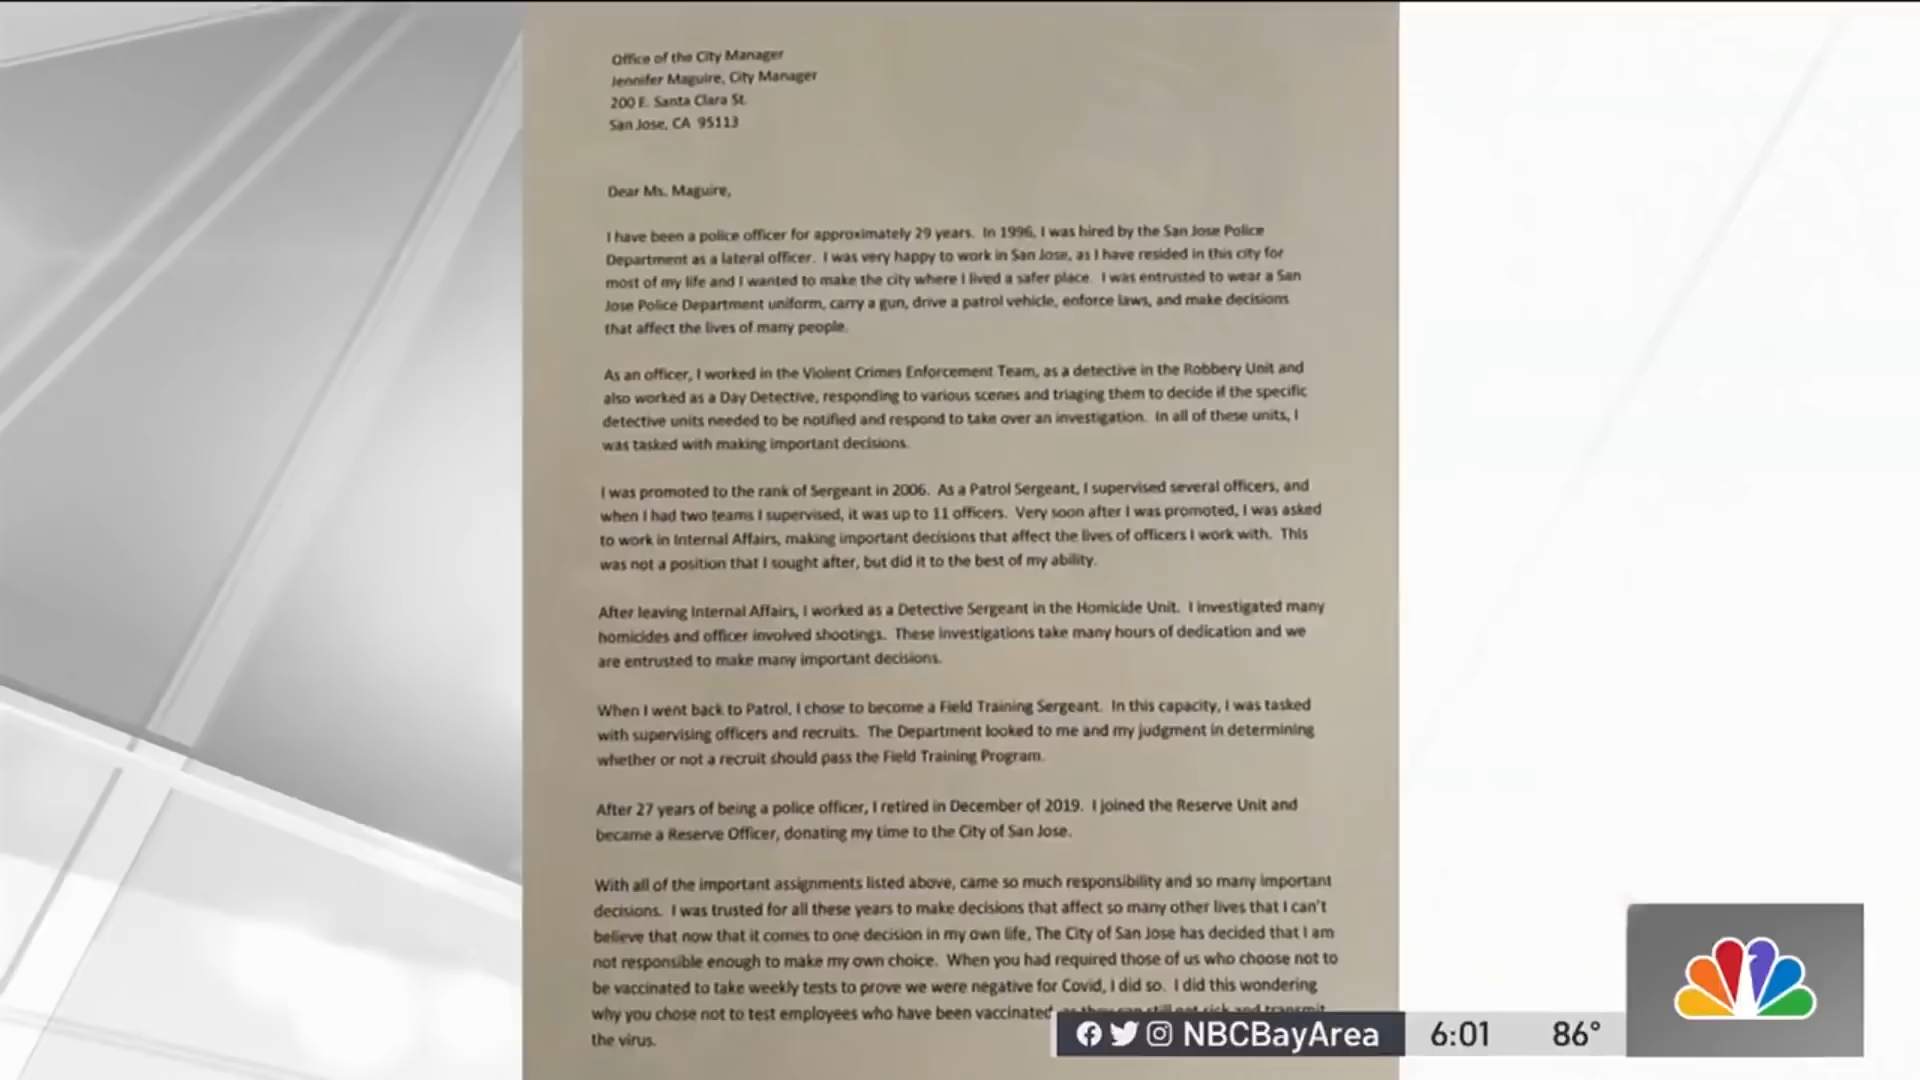 Office of the City Manager
Jennifer Maguire, City Manager
200 E. Santa Clara St.
San Jose, CA 95113
Dear Ms. Maguire,
I have been a police officer for approximately 29 years. In 1996, I was hired by the San Jose Police
Department as a lateral officer. I was very happy to work in San Jose, as I have resided in this city for
most of my life and I wanted to make the city where I lived a safer place. I was entrusted to wear a San
Jose Police Department uniform, carry a gun, drive a patrol vehicle, enforce laws, and make decisions
that affect the lives of many people.
As an officer, I worked in the Violent Crimes Enforcement Team, as a detective in the Robbery Unit and
also worked as a Day Detective, responding to various scenes and triaging them to decide if the specific
detective units needed to be notified and respond to take over an investigation. In all of these units, I
was tasked with making important decisions.
I was promoted to the rank of Sergeant in 2006. As a Patrol Sergeant, I supervised several officers, and
when I had two teams I supervised, it was up to 11 officers. Very soon after I was promoted, I was asked
to work in Internal Affairs, making important decisions that affect the lives of officers I work with. This
was not a position that I sought after, but did it to the best of my ability.
After leaving Internal Affairs, I worked as a Detective Sergeant in the Homicide Unit. I investigated many
homicides and officer involved shootings. These investigations take many hours of dedication and we
are entrusted to make many important decisions.
When I went back to Patrol, I chose to become a Field Training Sergeant. In this capacity, I was tasked
with supervising officers and recruits. The Department looked to me and my judgment in determining
whether or not a recruit should pass the Field Training Program.
After 27 years of being a police officer, I retired in December of 2019. I joined the Reserve Unit and
became a Reserve Officer, donating my time to the City of San Jose.
With all of the important assignments listed above, came so much responsibility and so many important
decisions. I was trusted for all these years to make decisions that affect so many other lives that I can't
believe that now that it comes to one decision in my own life, The City of San Jose has decided that I am
not responsible enough to make my own choice. When you had required those of us who choose not to
be vaccinated to take weekly tests to prove we were negative for Covid, I did so. I did this wondering
why you chose not to test employees who have been vaccinated
the virus.
NBCBayArea 6:01 86°